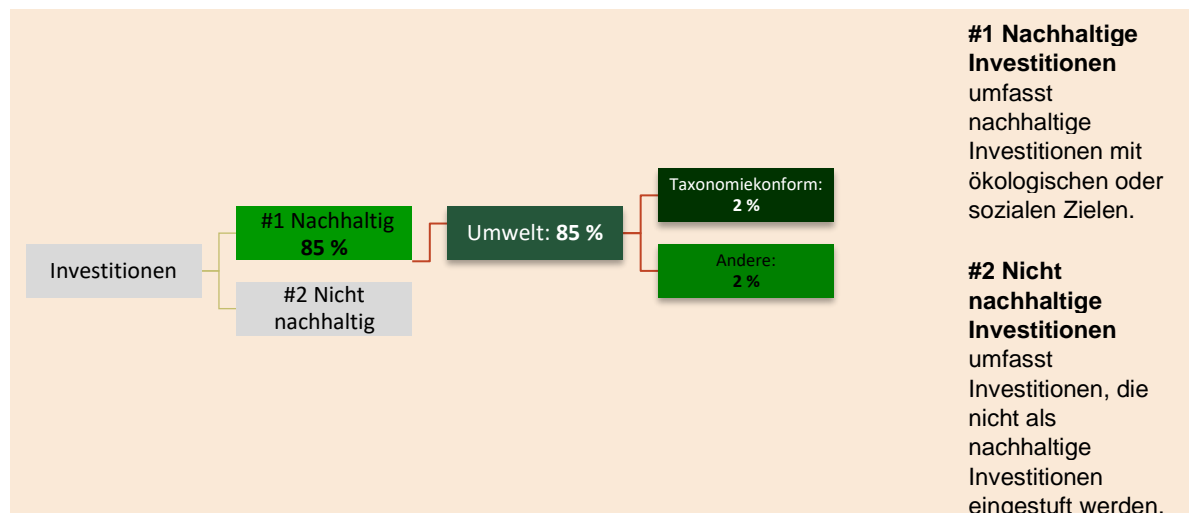 Investitionen
#1 Nachhaltig
85 %
#2 Nicht
nachhaltig
Umwelt: 85 %
Taxonomiekonform:
2 %
Andere:
2 %
#1 Nachhaltige
Investitionen
umfasst
nachhaltige
Investitionen mit
ökologischen oder
sozialen Zielen.
#2 Nicht
nachhaltige
Investitionen
umfasst
Investitionen, die
nicht als
nachhaltige
Investitionen
eingestuft werden.